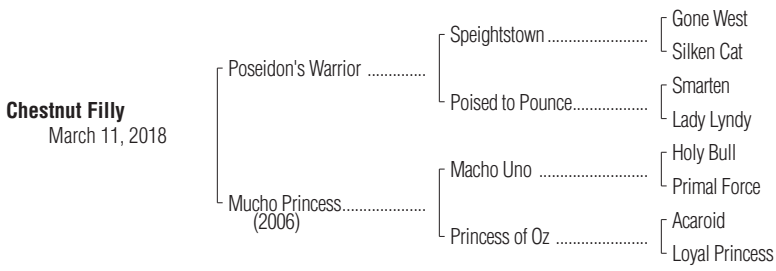 Gone West
Speightstown ........................
Silken Cat
Poseidon's Warrior ..............
Smarten
Poised to Pounce..................
Chestnut Filly
Lady Lyndy
March 11, 2018
Holy Bull
Macho Uno ..........................
Primal Force
Mucho Princess....................
(2006)
Acaroid
Princess of Oz ......................
Loyal Princess